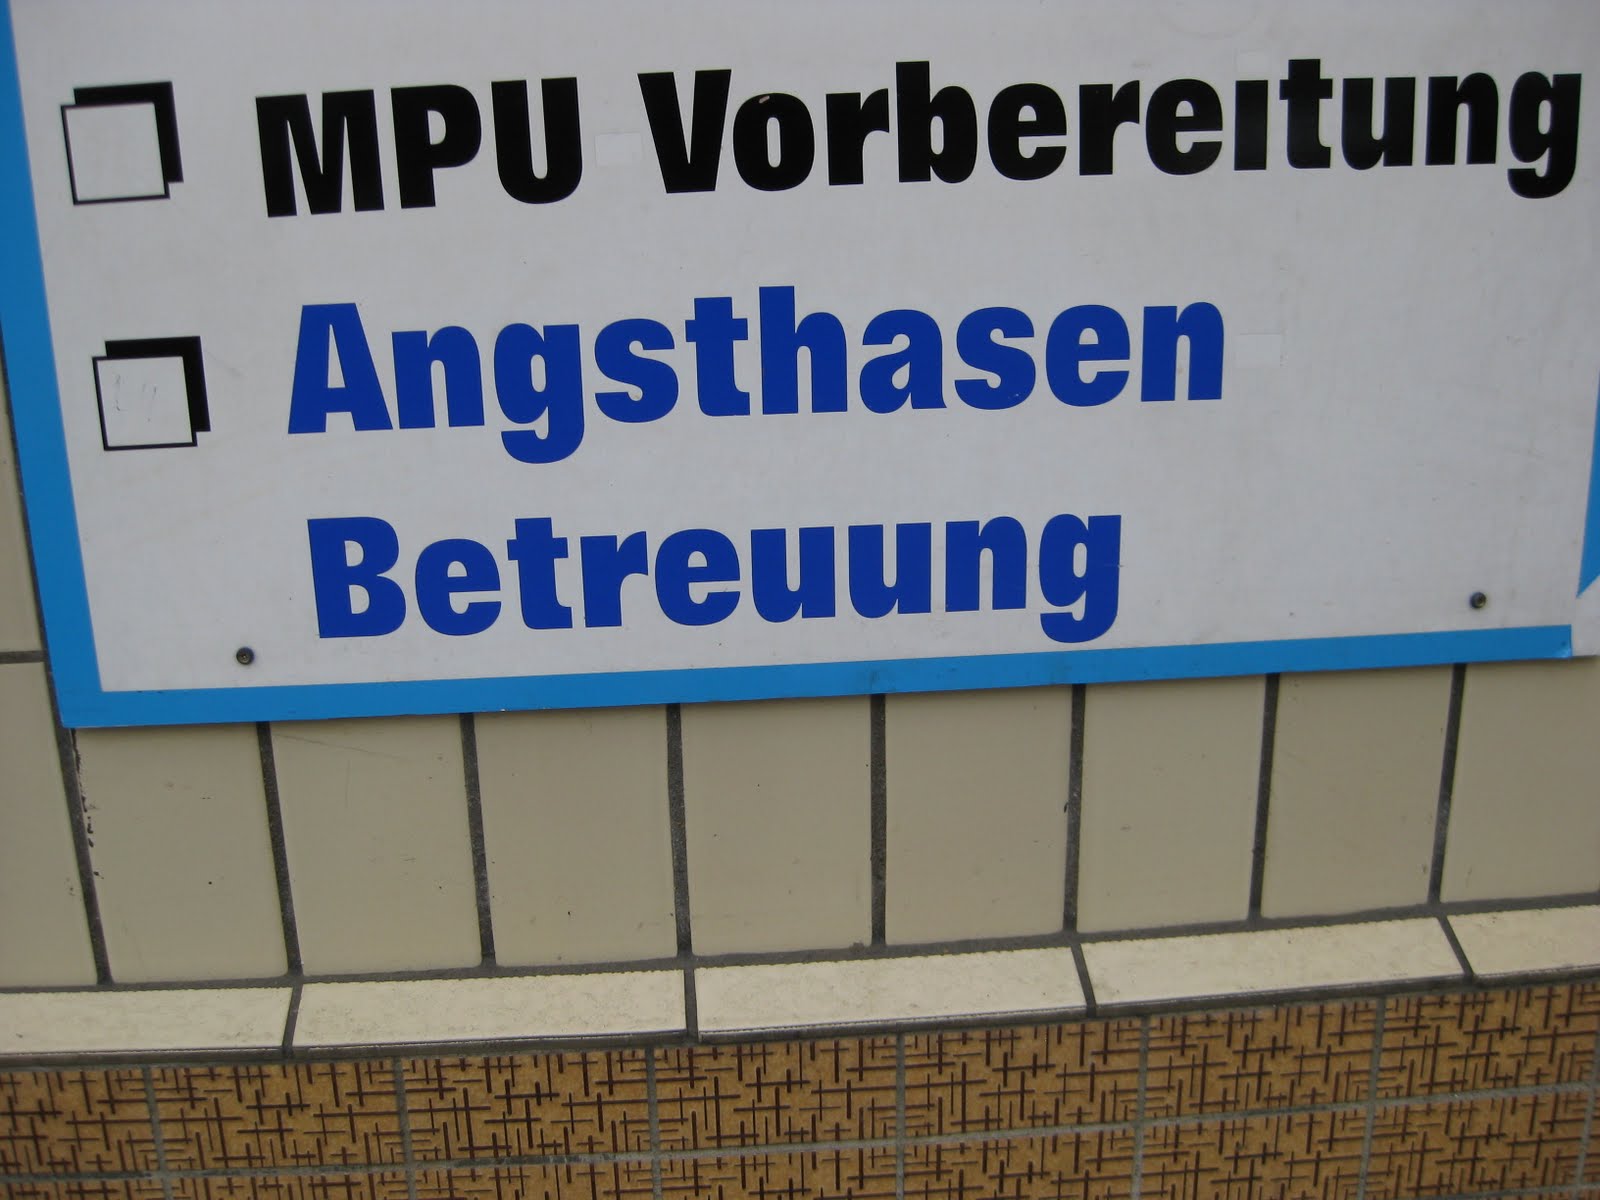 MPU Vorbereitung
Angsthasen
Betreuung